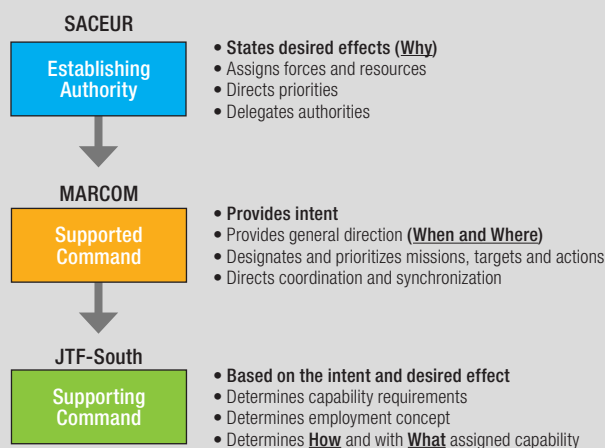 SACEUR
Establishing
Authority
• States desired effects (Why)
• Assigns forces and resources
• Directs priorities
• Delegates authorities
MARCOM
Supported
Command
• Provides intent
• Provides general direction (When and Where)
• Designates and prioritizes missions, targets and actions
• Directs coordination and synchronization
JTF-South
Supporting
Command
• Based on the intent and desired effect
• Determines capability requirements
• Determines employment concept
• Determines How and with What assigned capability